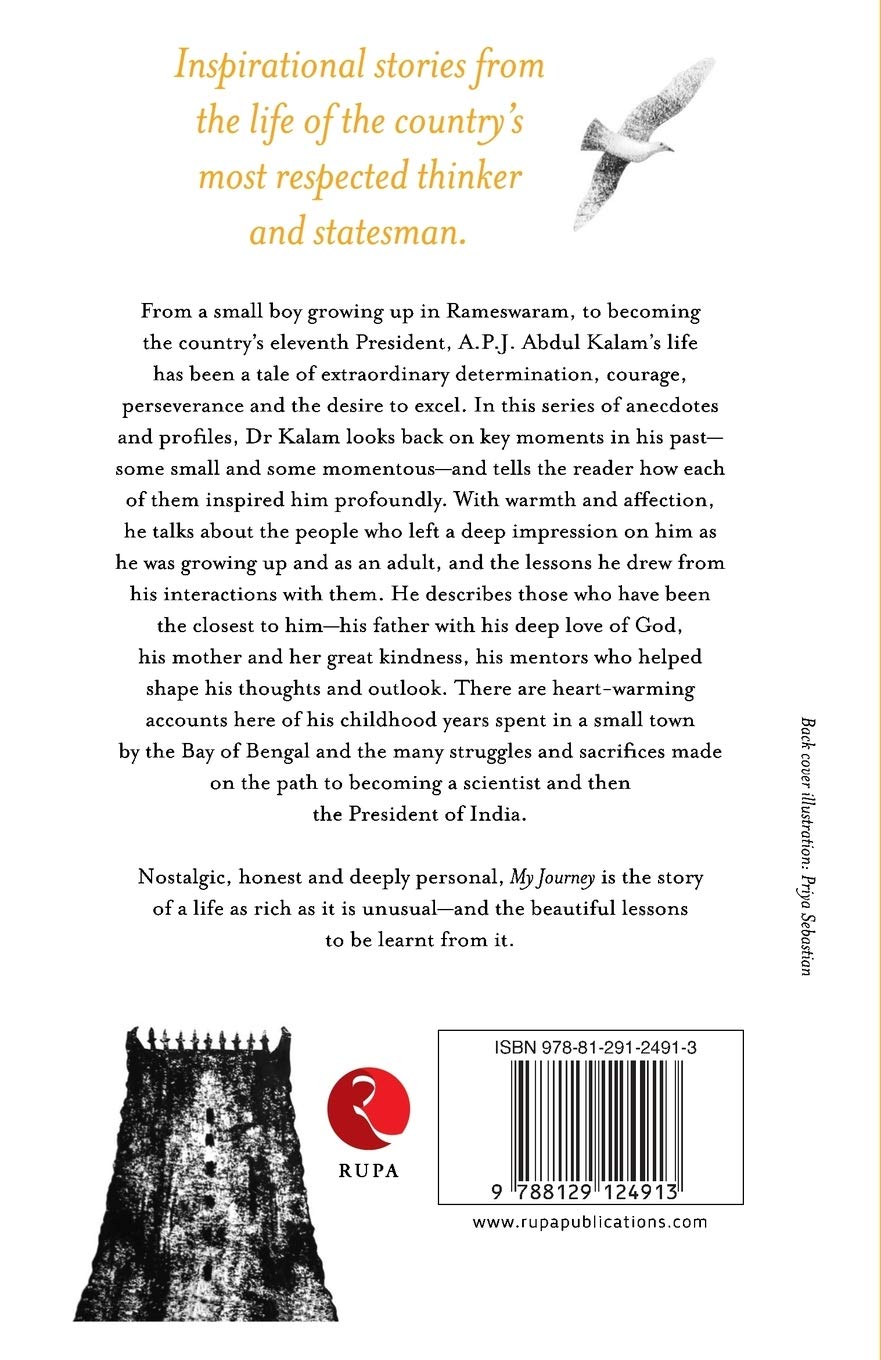 Inspirational stories from
the life of the country's
most respected thinker
and statesman.
From a small boy growing up in Rameswaram, to becoming
the country's eleventh President, A.P.J. Abdul Kalam's life
has been a tale of extraordinary determination, courage,
perseverance and the desire to excel. In this series of anecdotes
and profiles, Dr Kalam looks back on key moments in his past—
some small and some momentous—and tells the reader how each
of them inspired him profoundly. With warmth and affection,
he talks about the people who left a deep impression on him as
he was growing up and as an adult, and the lessons he drew from
his interactions with them. He describes those who have been
the closest to him—his father with his deep love of God,
his mother and her great kindness, his mentors who helped
shape his thoughts and outlook. There are heart-warming
accounts here of his childhood years spent in a small town
by the Bay of Bengal and the many struggles and sacrifices made
on the path to becoming a scientist and then
the President of India.
Nostalgic, honest and deeply personal, My Journey is the story
of a life as rich as it is unusual—and the beautiful lessons
to be learnt from it.
Back cover illustration: Priya Sebastian
RUPA
ISBN 978-81-291-2491-3
9 788129 124913
www.rupapublications.com